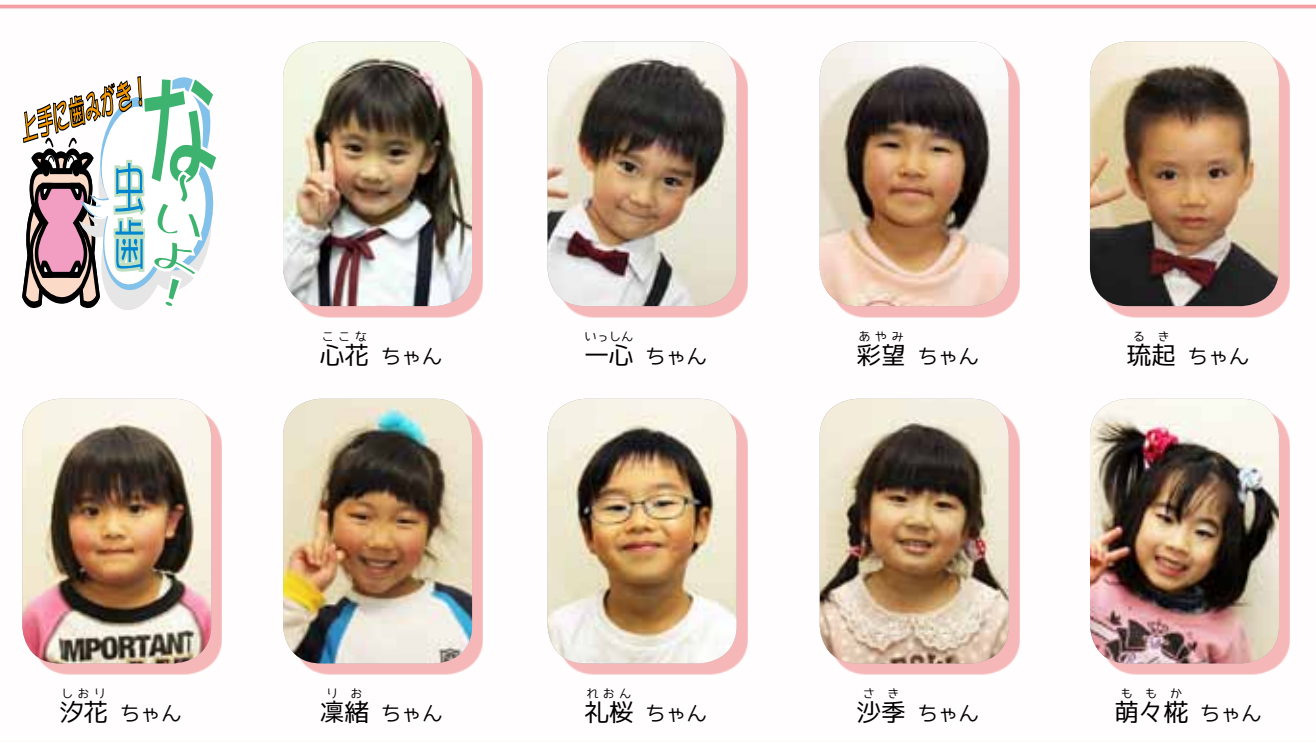 上手に歯みがき！
な～いよ！
虫歯
ここな
心花 ちゃん
いっしん
一心 ちゃん
あやみ
彩望 ちゃん
るき
琉起 ちゃん
IMPORTANT
しおり
汐花 ちゃん
りお
凜緒 ちゃん
れおん
礼桜 ちゃん
さき
沙季 ちゃん
ももか
萌々椛 ちゃん